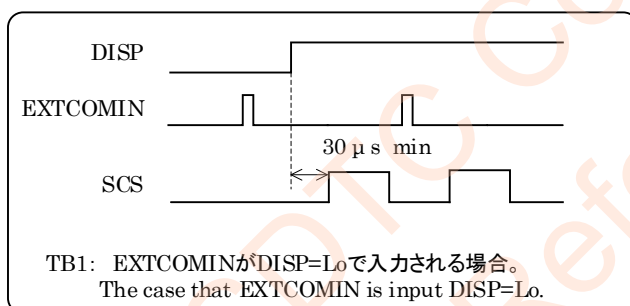 DISP
EXTCOMIN
30 μs min
SCS
TB1: EXTCOMINがDISP=Loで入力される場合。
The case that EXTCOMIN is input DISP=Lo.